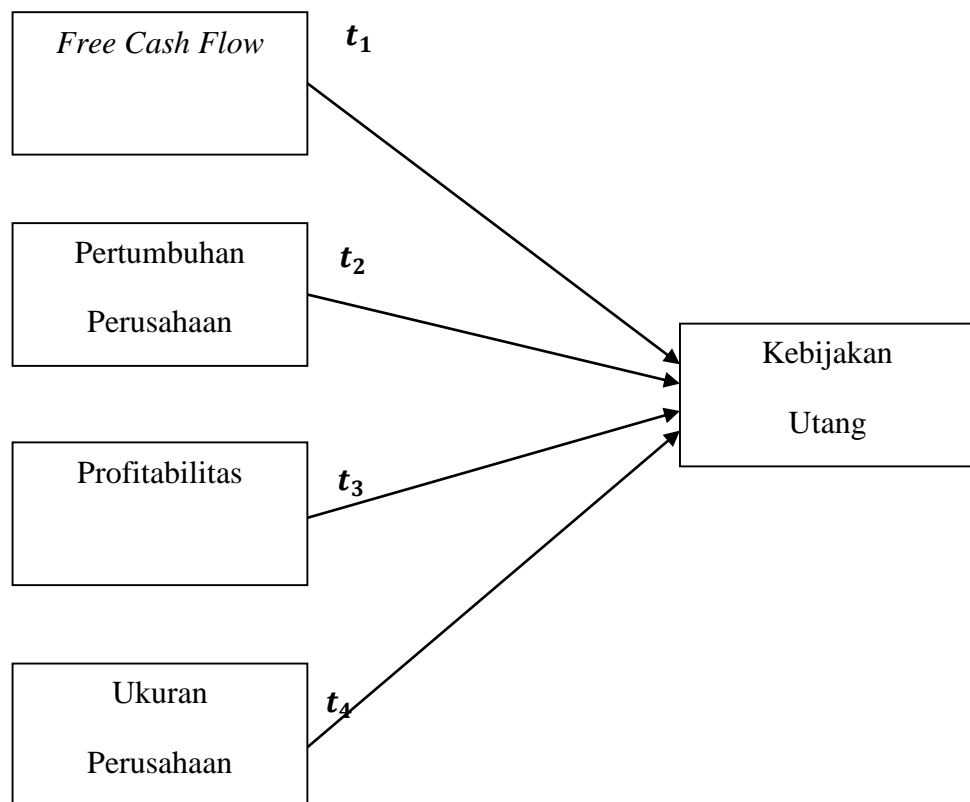 Free Cash Flow
t₁
Pertumbuhan
Perusahaan
t₂
Kebijakan
Utang
Profitabilitas
t₃
Ukuran
Perusahaan
t₄